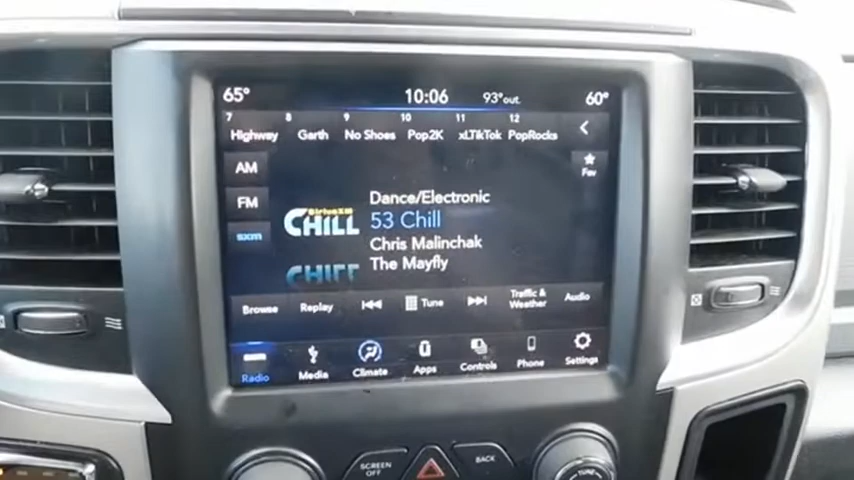 65° 10:06 93°out. 60°
7 8 9 10 11 12
Highway Garth No Shoes Pop2K xLTikTok PopRocks
AM
Fav
FM
sxm
SiriusXM
CHILL
Dance/Electronic
53 Chill
Chris Malinchak
The Mayfly
CHILL
Browse Replay Tune Traffic & Weather Audio
Radio Media Climate Apps Controls Phone Settings
SCREEN OFF
BACK
TUNE